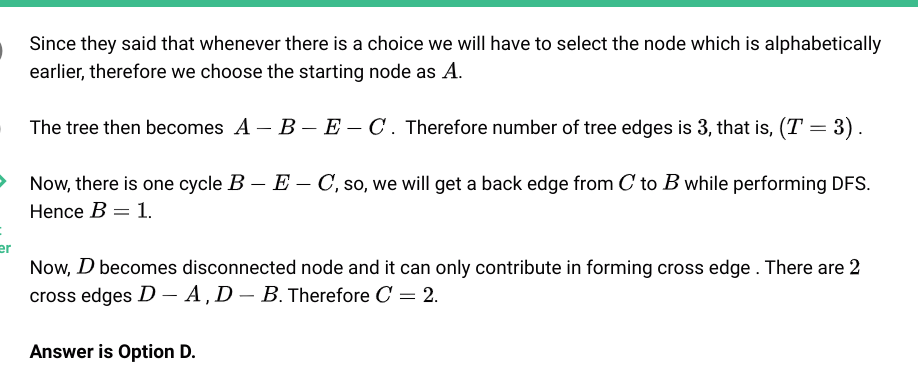 Since they said that whenever there is a choice we will have to select the node which is alphabetically
earlier, therefore we choose the starting node as A.
The tree then becomes A − B − E − C . Therefore number of tree edges is 3, that is, (T = 3) .
Now, there is one cycle B − E − C, so, we will get a back edge from C to B while performing DFS.
Hence B = 1.
er
Now, D becomes disconnected node and it can only contribute in forming cross edge . There are 2
cross edges D − A , D − B. Therefore C = 2.
Answer is Option D.